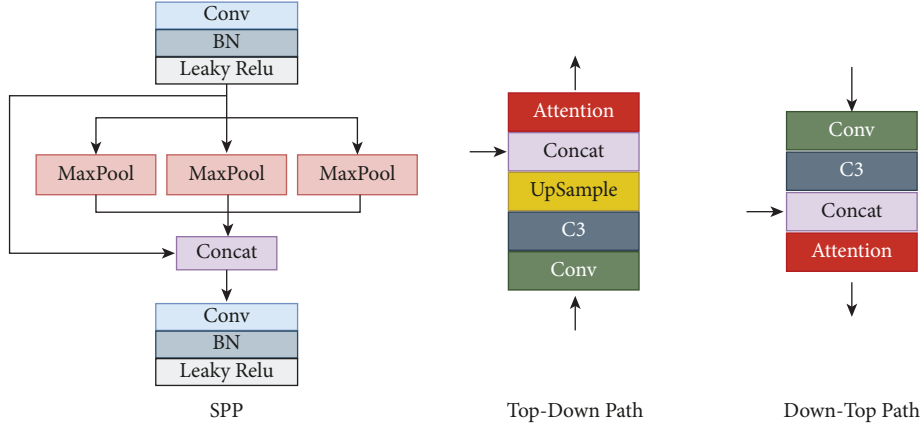 Conv
BN
Leaky Relu
MaxPool
MaxPool
MaxPool
Concat
Conv
BN
Leaky Relu
SPP
Attention
Concat
UpSample
C3
Conv
Top-Down Path
Conv
C3
Concat
Attention
Down-Top Path